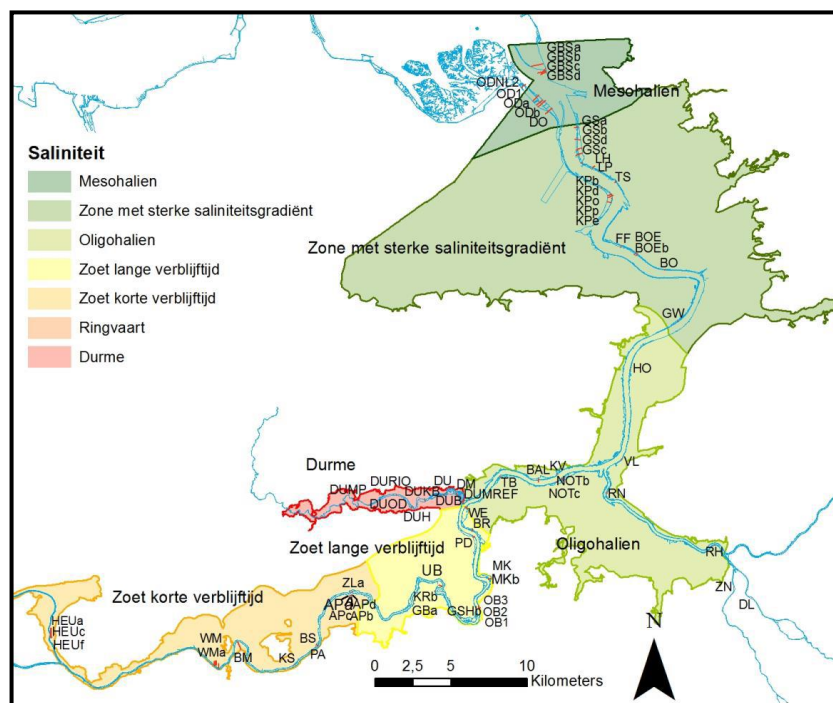 GBSa
GBSb
GBSc
GBSd
ODNL2
OD1
ODa
ODb
DO
Mesohalien
GSa
GSb
GSd
GSc
LH
LP
TS
KPb
KPd
KPo
KPp
KPe
Saliniteit
Mesohalien
Zone met sterke saliniteitsgradiënt
Oligohalien
Zoet lange verblijftijd
Zoet korte verblijftijd
Ringvaart
Durme
Zone met sterke saliniteitsgradiënt
FF
BOE
BOEb
BO
GW
HO
VL
RN
Durme
DUMP
DURIO
DU
DM
DUKB
DUB
DUMREF
DUOD
DUH
TB
BAL
KV
NOTb
NOTc
WE
BR
PD
Zoet lange verblijftijd
Oligohalien
RH
ZN
DL
UB
MK
MKb
KRb
GBa
GSHb
OB3
OB2
OB1
ZLa
APa
APd
APc
APb
Zoet korte verblijftijd
HEUa
HEUc
HEUf
WM
WMa
BM
KS
BS
PA
N
0 2,5 5 10
Kilometers